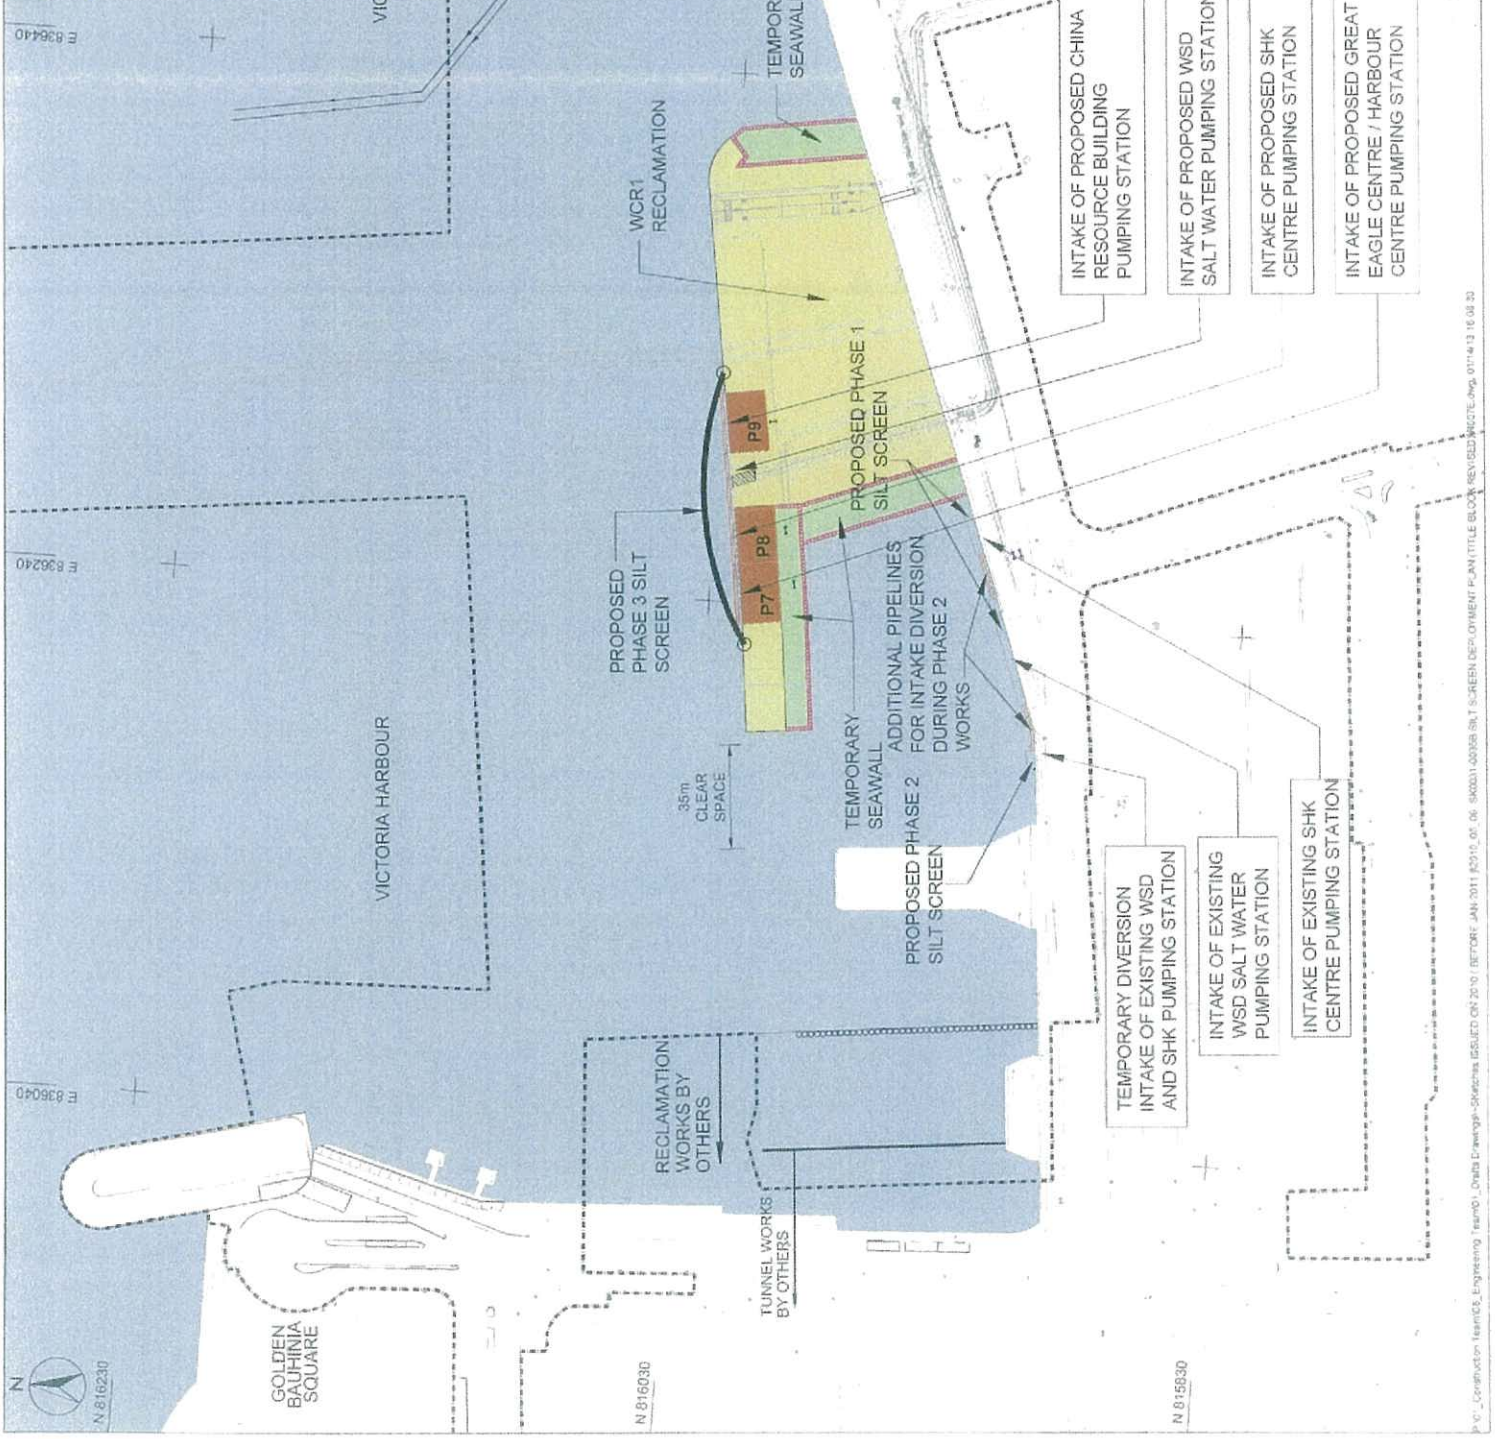 E 836440
E 836240
E 836040
N
N 816230
N 816030
N 815830
VIC
TEMPOR
SEAWAL
WCR1
RECLAMATION
PROPOSED
PHASE 3 SILT
SCREEN
VICTORIA HARBOUR
35m
CLEAR
SPACE
P9
P8
P7
PROPOSED PHASE 1
SILT SCREEN
TEMPORARY
SEAWALL
ADDITIONAL PIPELINES
FOR INTAKE DIVERSION
DURING PHASE 2
WORKS
PROPOSED PHASE 2
SILT SCREEN
RECLAMATION
WORKS BY
OTHERS
TUNNEL WORKS
BY OTHERS
GOLDEN
BAUHINIA
SQUARE
INTAKE OF PROPOSED CHINA
RESOURCE BUILDING
PUMPING STATION
INTAKE OF PROPOSED WSD
SALT WATER PUMPING STATION
INTAKE OF PROPOSED SHK
CENTRE PUMPING STATION
INTAKE OF PROPOSED GREAT
EAGLE CENTRE / HARBOUR
CENTRE PUMPING STATION
TEMPORARY DIVERSION
INTAKE OF EXISTING WSD
AND SHK PUMPING STATION
INTAKE OF EXISTING
WSD SALT WATER
PUMPING STATION
INTAKE OF EXISTING SHK
CENTRE PUMPING STATION